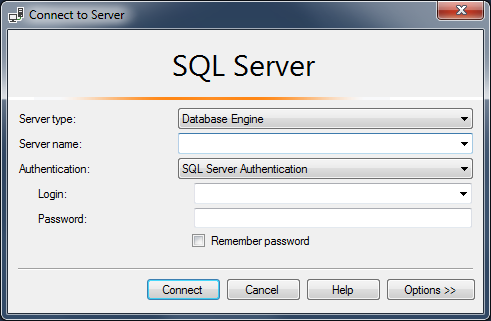 Connect to Server
SQL Server
Server type: Database Engine
Server name:
Authentication: SQL Server Authentication
Login:
Password:
Remember password
Connect Cancel Help Options >>